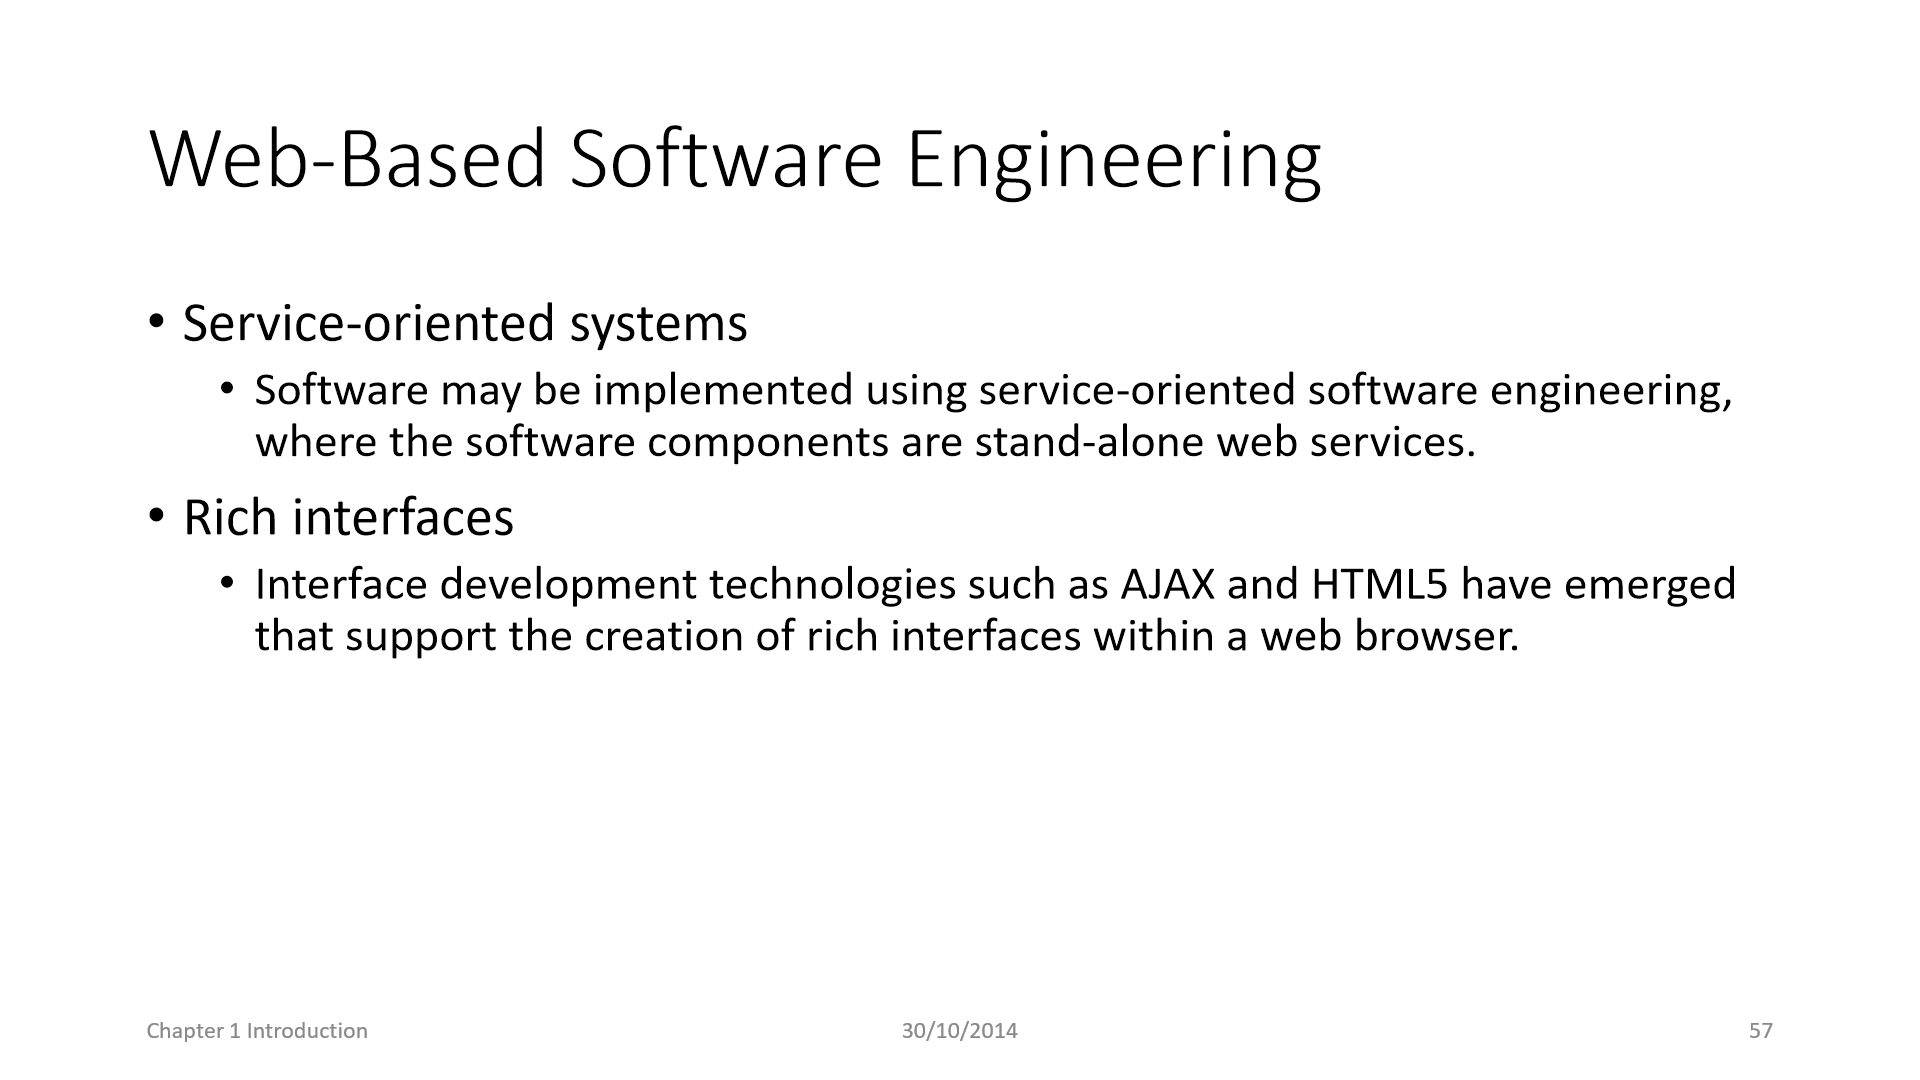 Web-Based Software Engineering
• Service-oriented systems
• Software may be implemented using service-oriented software engineering,
where the software components are stand-alone web services.
• Rich interfaces
• Interface development technologies such as AJAX and HTML5 have emerged
that support the creation of rich interfaces within a web browser.
Chapter 1 Introduction
30/10/2014
57